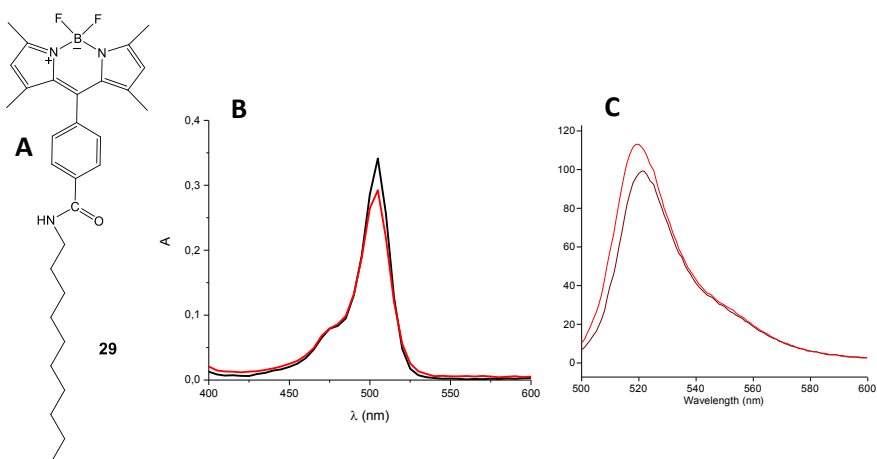 A
F F
B
−
N N
+
C
HN O
29
B
0,4
0,3
0,2
0,1
0,0
A
400 450 500 550 600
λ (nm)
C
120
100
80
60
40
20
0
500 520 540 560 580 600
Wavelength (nm)